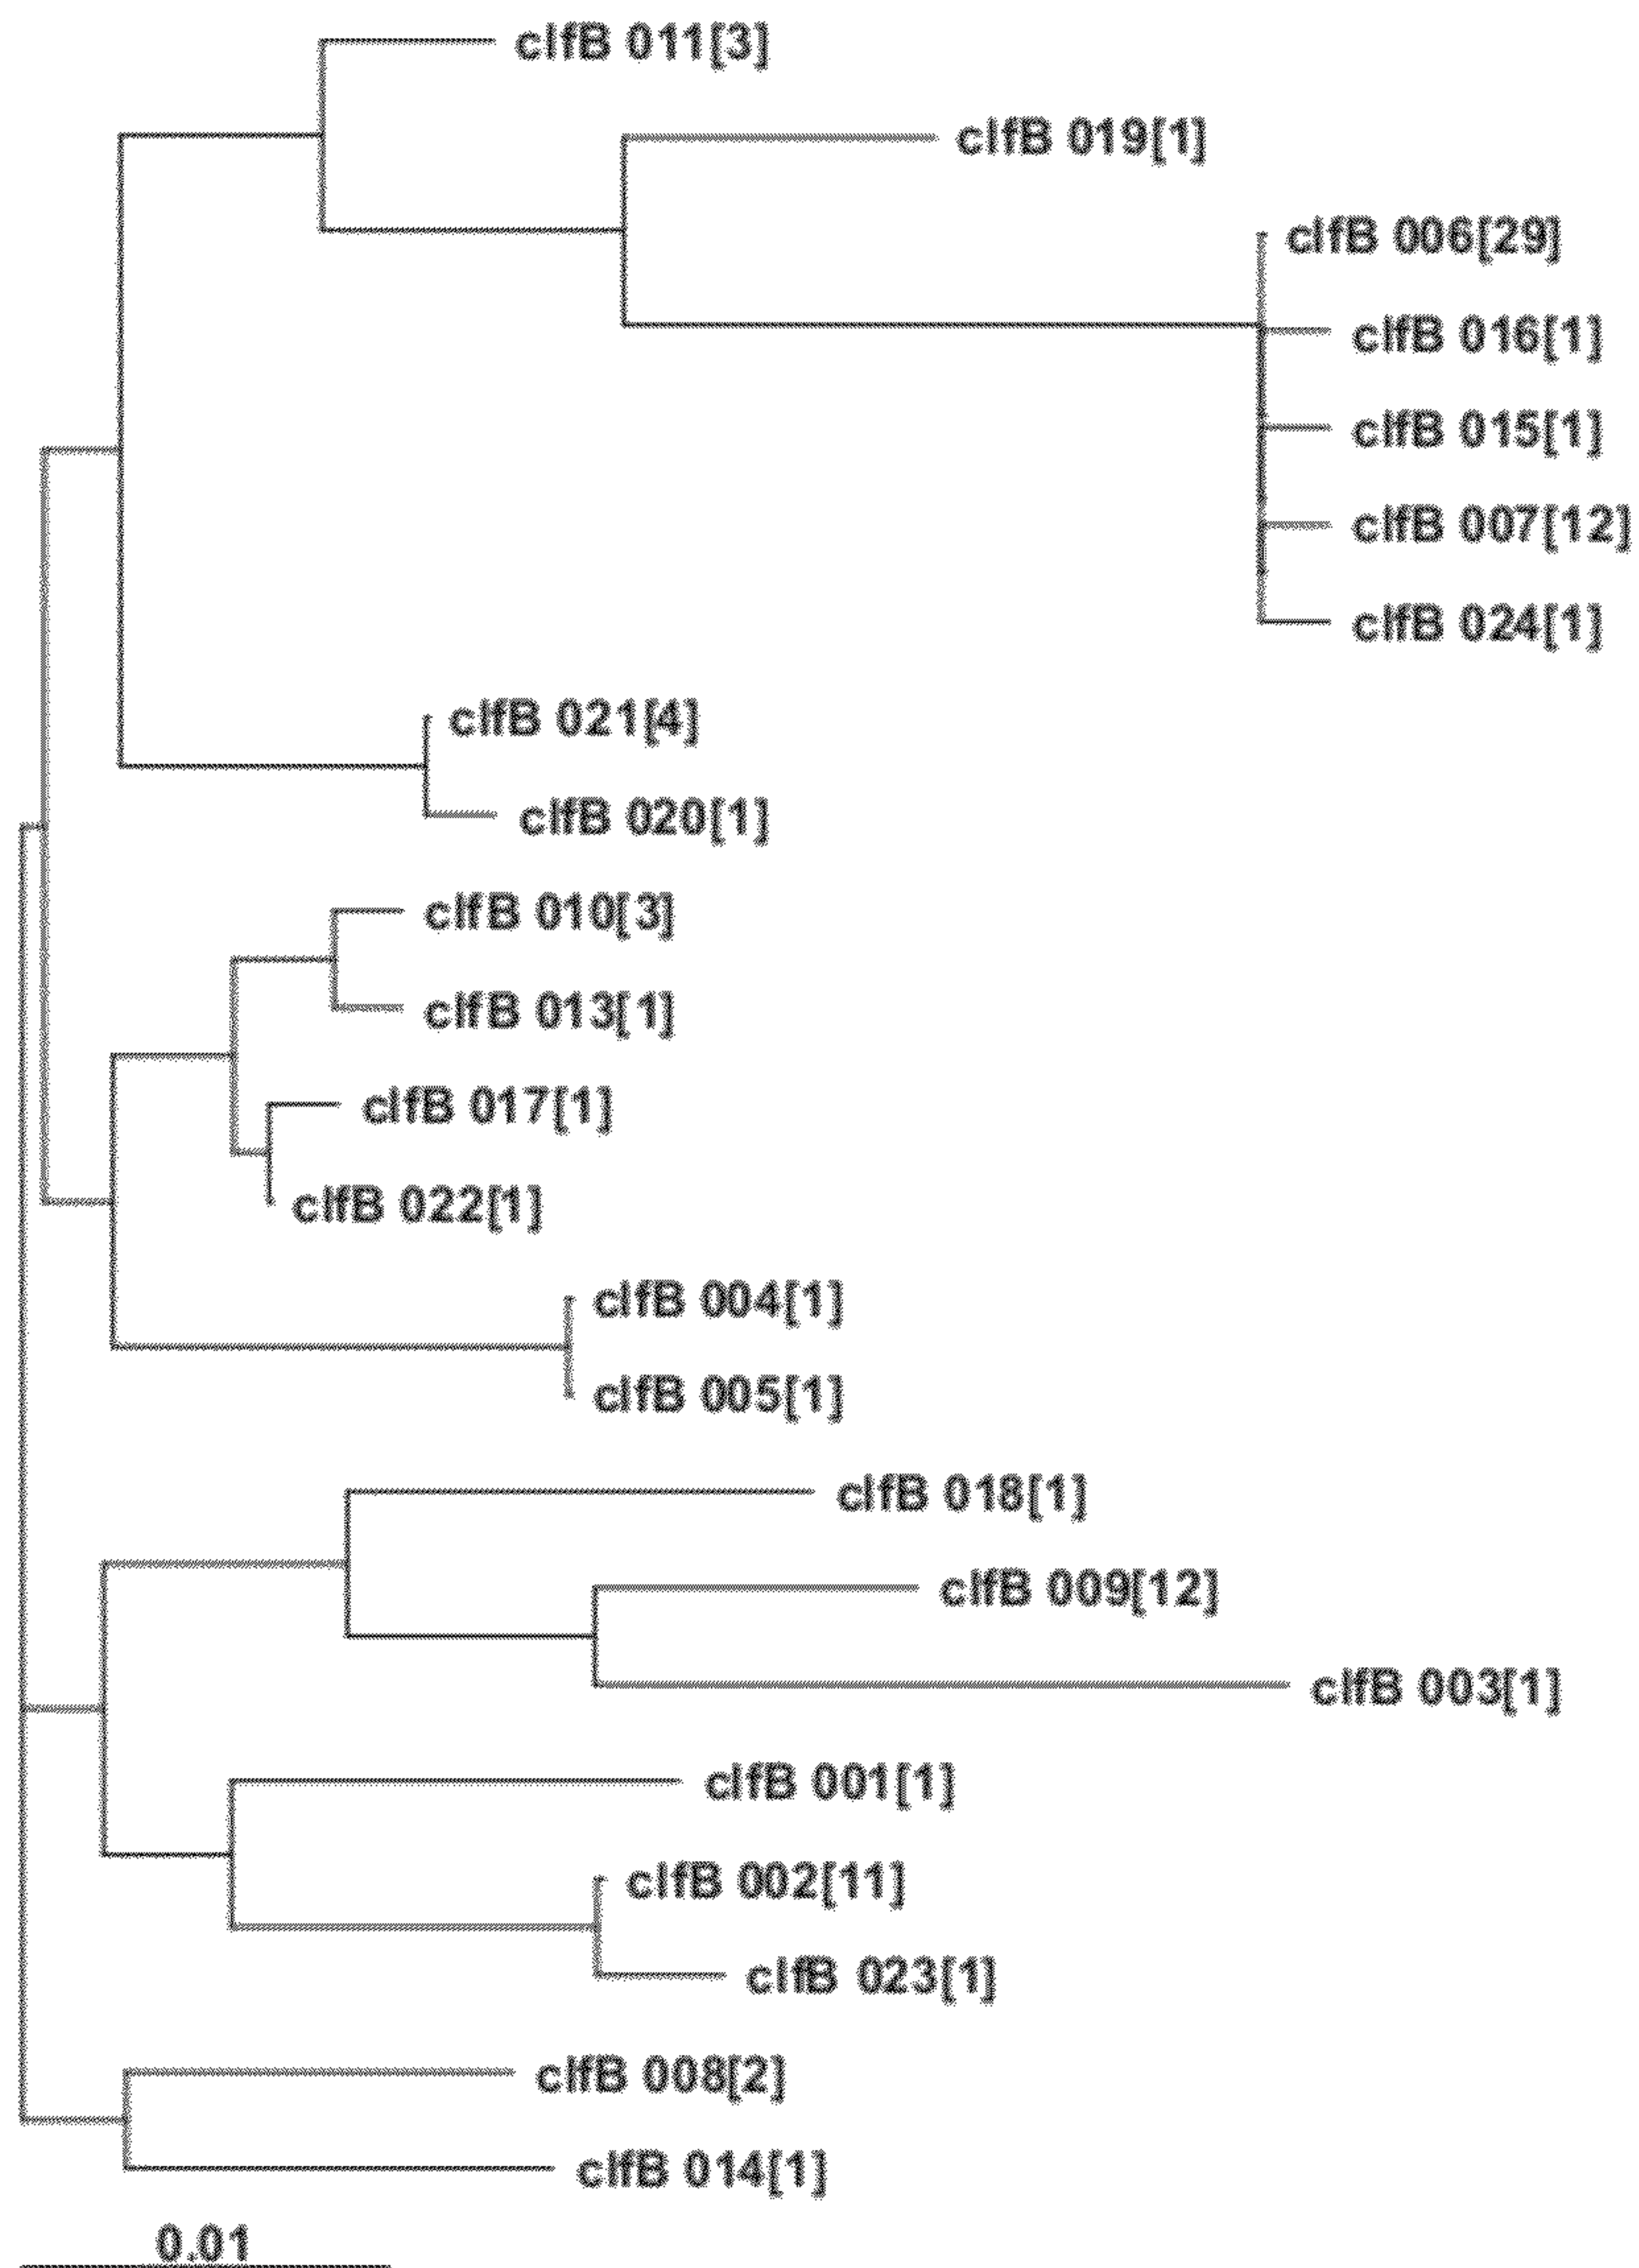 clfB 011[3]
clfB 019[1]
clfB 006[29]
clfB 016[1]
clfB 015[1]
clfB 007[12]
clfB 024[1]
clfB 021[4]
clfB 020[1]
clfB 010[3]
clfB 013[1]
clfB 017[1]
clfB 022[1]
clfB 004[1]
clfB 005[1]
clfB 018[1]
clfB 009[12]
clfB 003[1]
clfB 001[1]
clfB 002[11]
clfB 023[1]
clfB 008[2]
clfB 014[1]
0.01